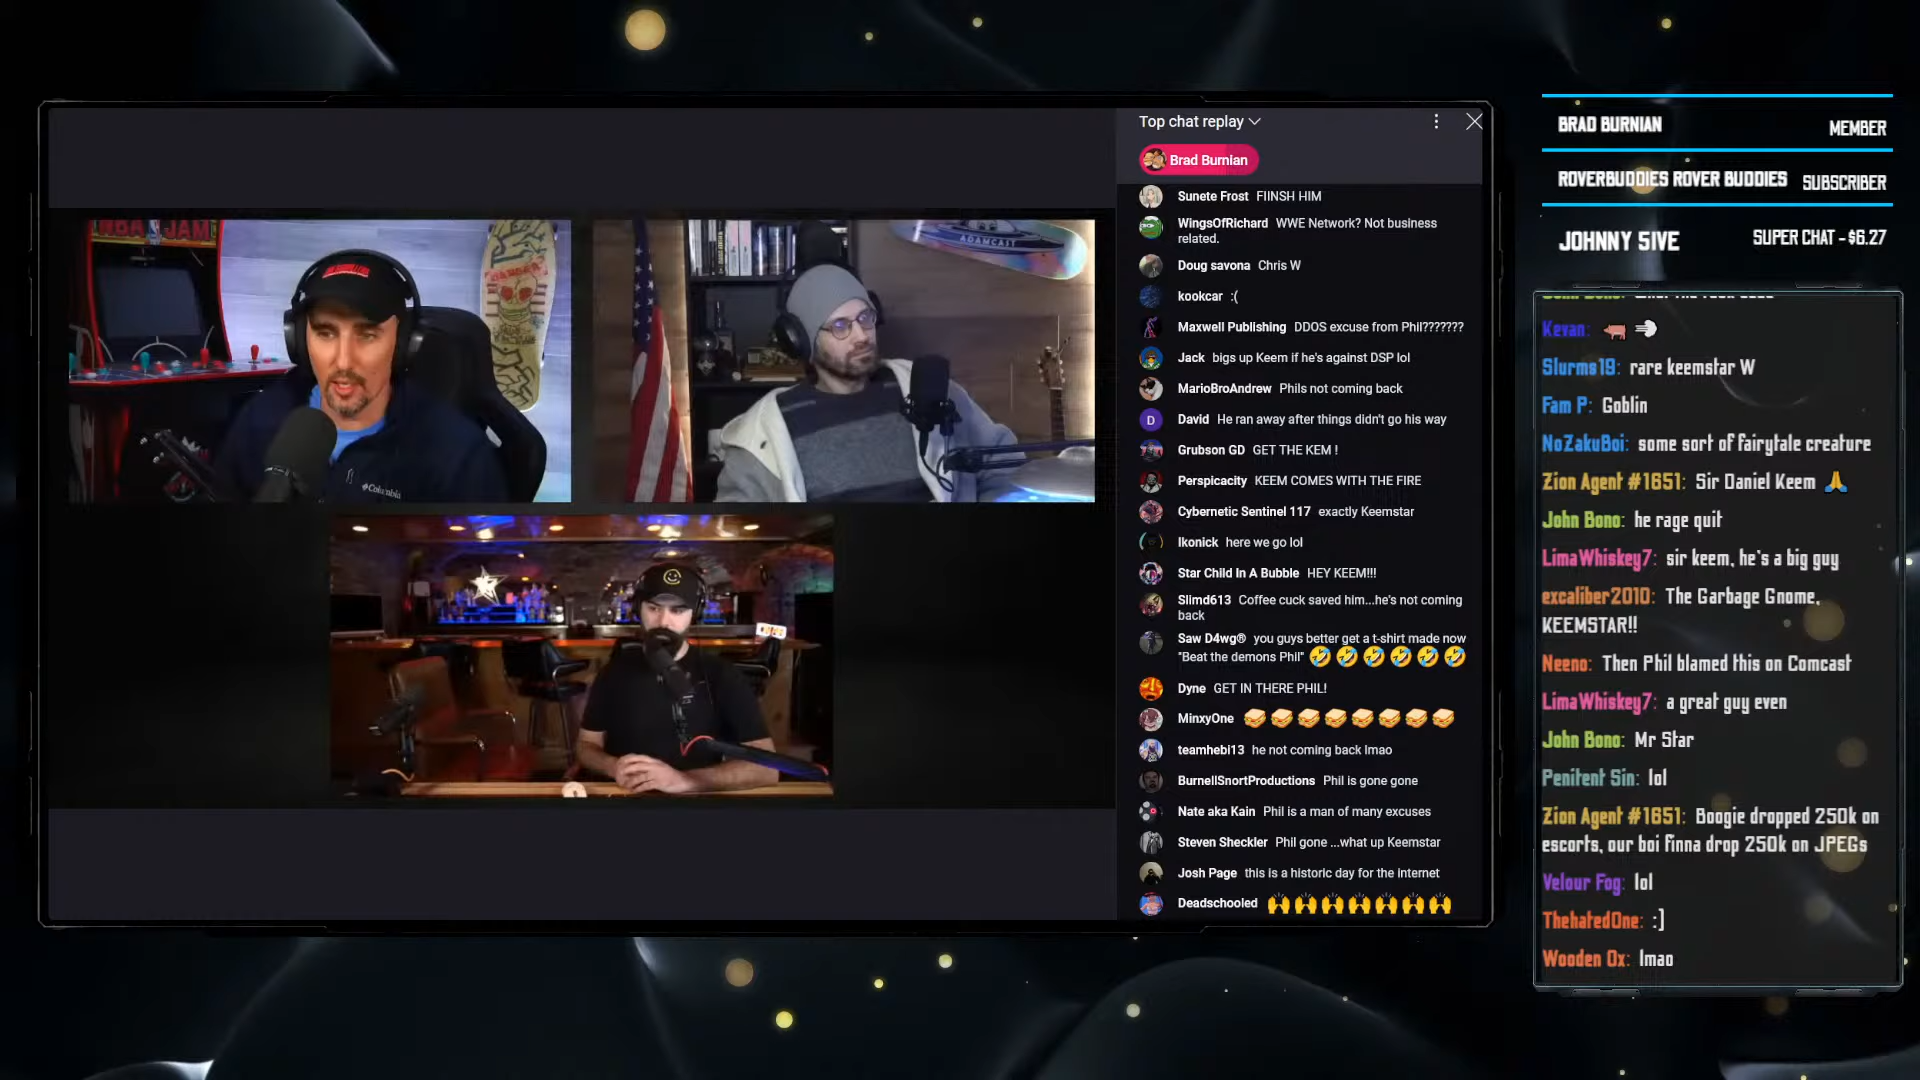 NBA JAM
DANGER
Columbia
ADAMCAST
Top chat replay
Brad Burnian
Sunete Frost FIINSH HIM
WingsOfRichard WWE Network? Not business
related.
Doug savona Chris W
kookcar :(
Maxwell Publishing DDOS excuse from Phil???????
Jack bigs up Keem if he's against DSP lol
MarioBroAndrew Phils not coming back
D David He ran away after things didn't go his way
Grubson GD GET THE KEM !
Perspicacity KEEM COMES WITH THE FIRE
Cybernetic Sentinel 117 exactly Keemstar
Ikonick here we go lol
Star Child In A Bubble HEY KEEM!!!
Slimd613 Coffee cuck saved him...he's not coming
back
Saw D4wg® you guys better get a t-shirt made now
"Beat the demons Phil" 🤣🤣🤣🤣🤣🤣
Dyne GET IN THERE PHIL!
MinxyOne 🥪🥪🥪🥪🥪🥪🥪🥪
teamhebi13 he not coming back lmao
BurnellSnortProductions Phil is gone gone
Nate aka Kain Phil is a man of many excuses
Steven Sheckler Phil gone ...what up Keemstar
Josh Page this is a historic day for the internet
Deadschooled 🙌🙌🙌🙌🙌🙌🙌
BRAD BURNIAN MEMBER
ROVERBUDDIES ROVER BUDDIES SUBSCRIBER
JOHNNY 5IVE SUPER CHAT - $6.27
Kevan: 🐖 💨
Slurms19: rare keemstar W
Fam P: Goblin
NoZakuBoi: some sort of fairytale creature
Zion Agent #1651: Sir Daniel Keem 🙏
John Bono: he rage quit
LimaWhiskey7: sir keem, he's a big guy
excaliber2010: The Garbage Gnome,
KEEMSTAR!!
Neeno: Then Phil blamed this on Comcast
LimaWhiskey7: a great guy even
John Bono: Mr Star
Penitent Sin: lol
Zion Agent #1651: Boogie dropped 250k on
escorts, our boi finna drop 250k on JPEGs
Velour Fog: lol
ThehatedOne: :]
Wooden Ox: lmao